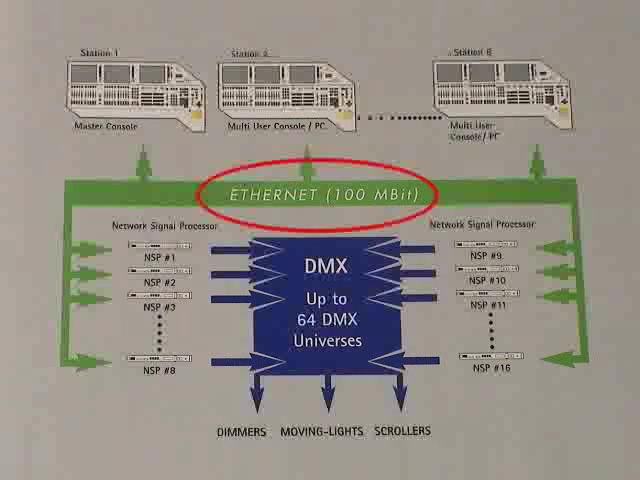 Station 1
Station 2
Station 6
Master Console
Multi User Console / PC
Multi User
Console / PC
ETHERNET (100 MBit)
Network Signal Processor
Network Signal Processor
NSP #1
NSP #2
NSP #3
NSP #8
DMX
Up to
64 DMX
Universes
NSP #9
NSP #10
NSP #11
NSP #16
DIMMERS MOVING-LIGHTS SCROLLERS